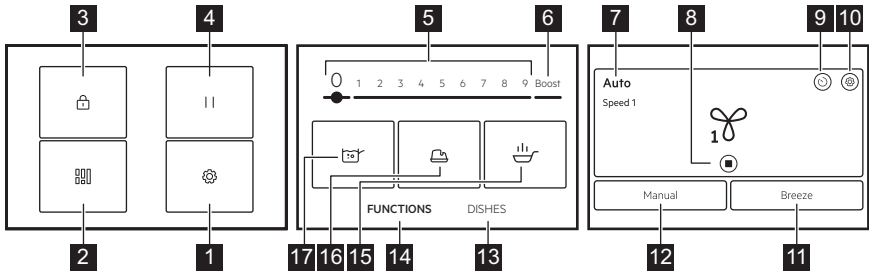 3 4 5 6 7 8 9 10
0 1 2 3 4 5 6 7 8 9 Boost
Auto
Speed 1
1
FUNCTIONS DISHES
Manual Breeze
2 1 17 16 15 14 13 12 11